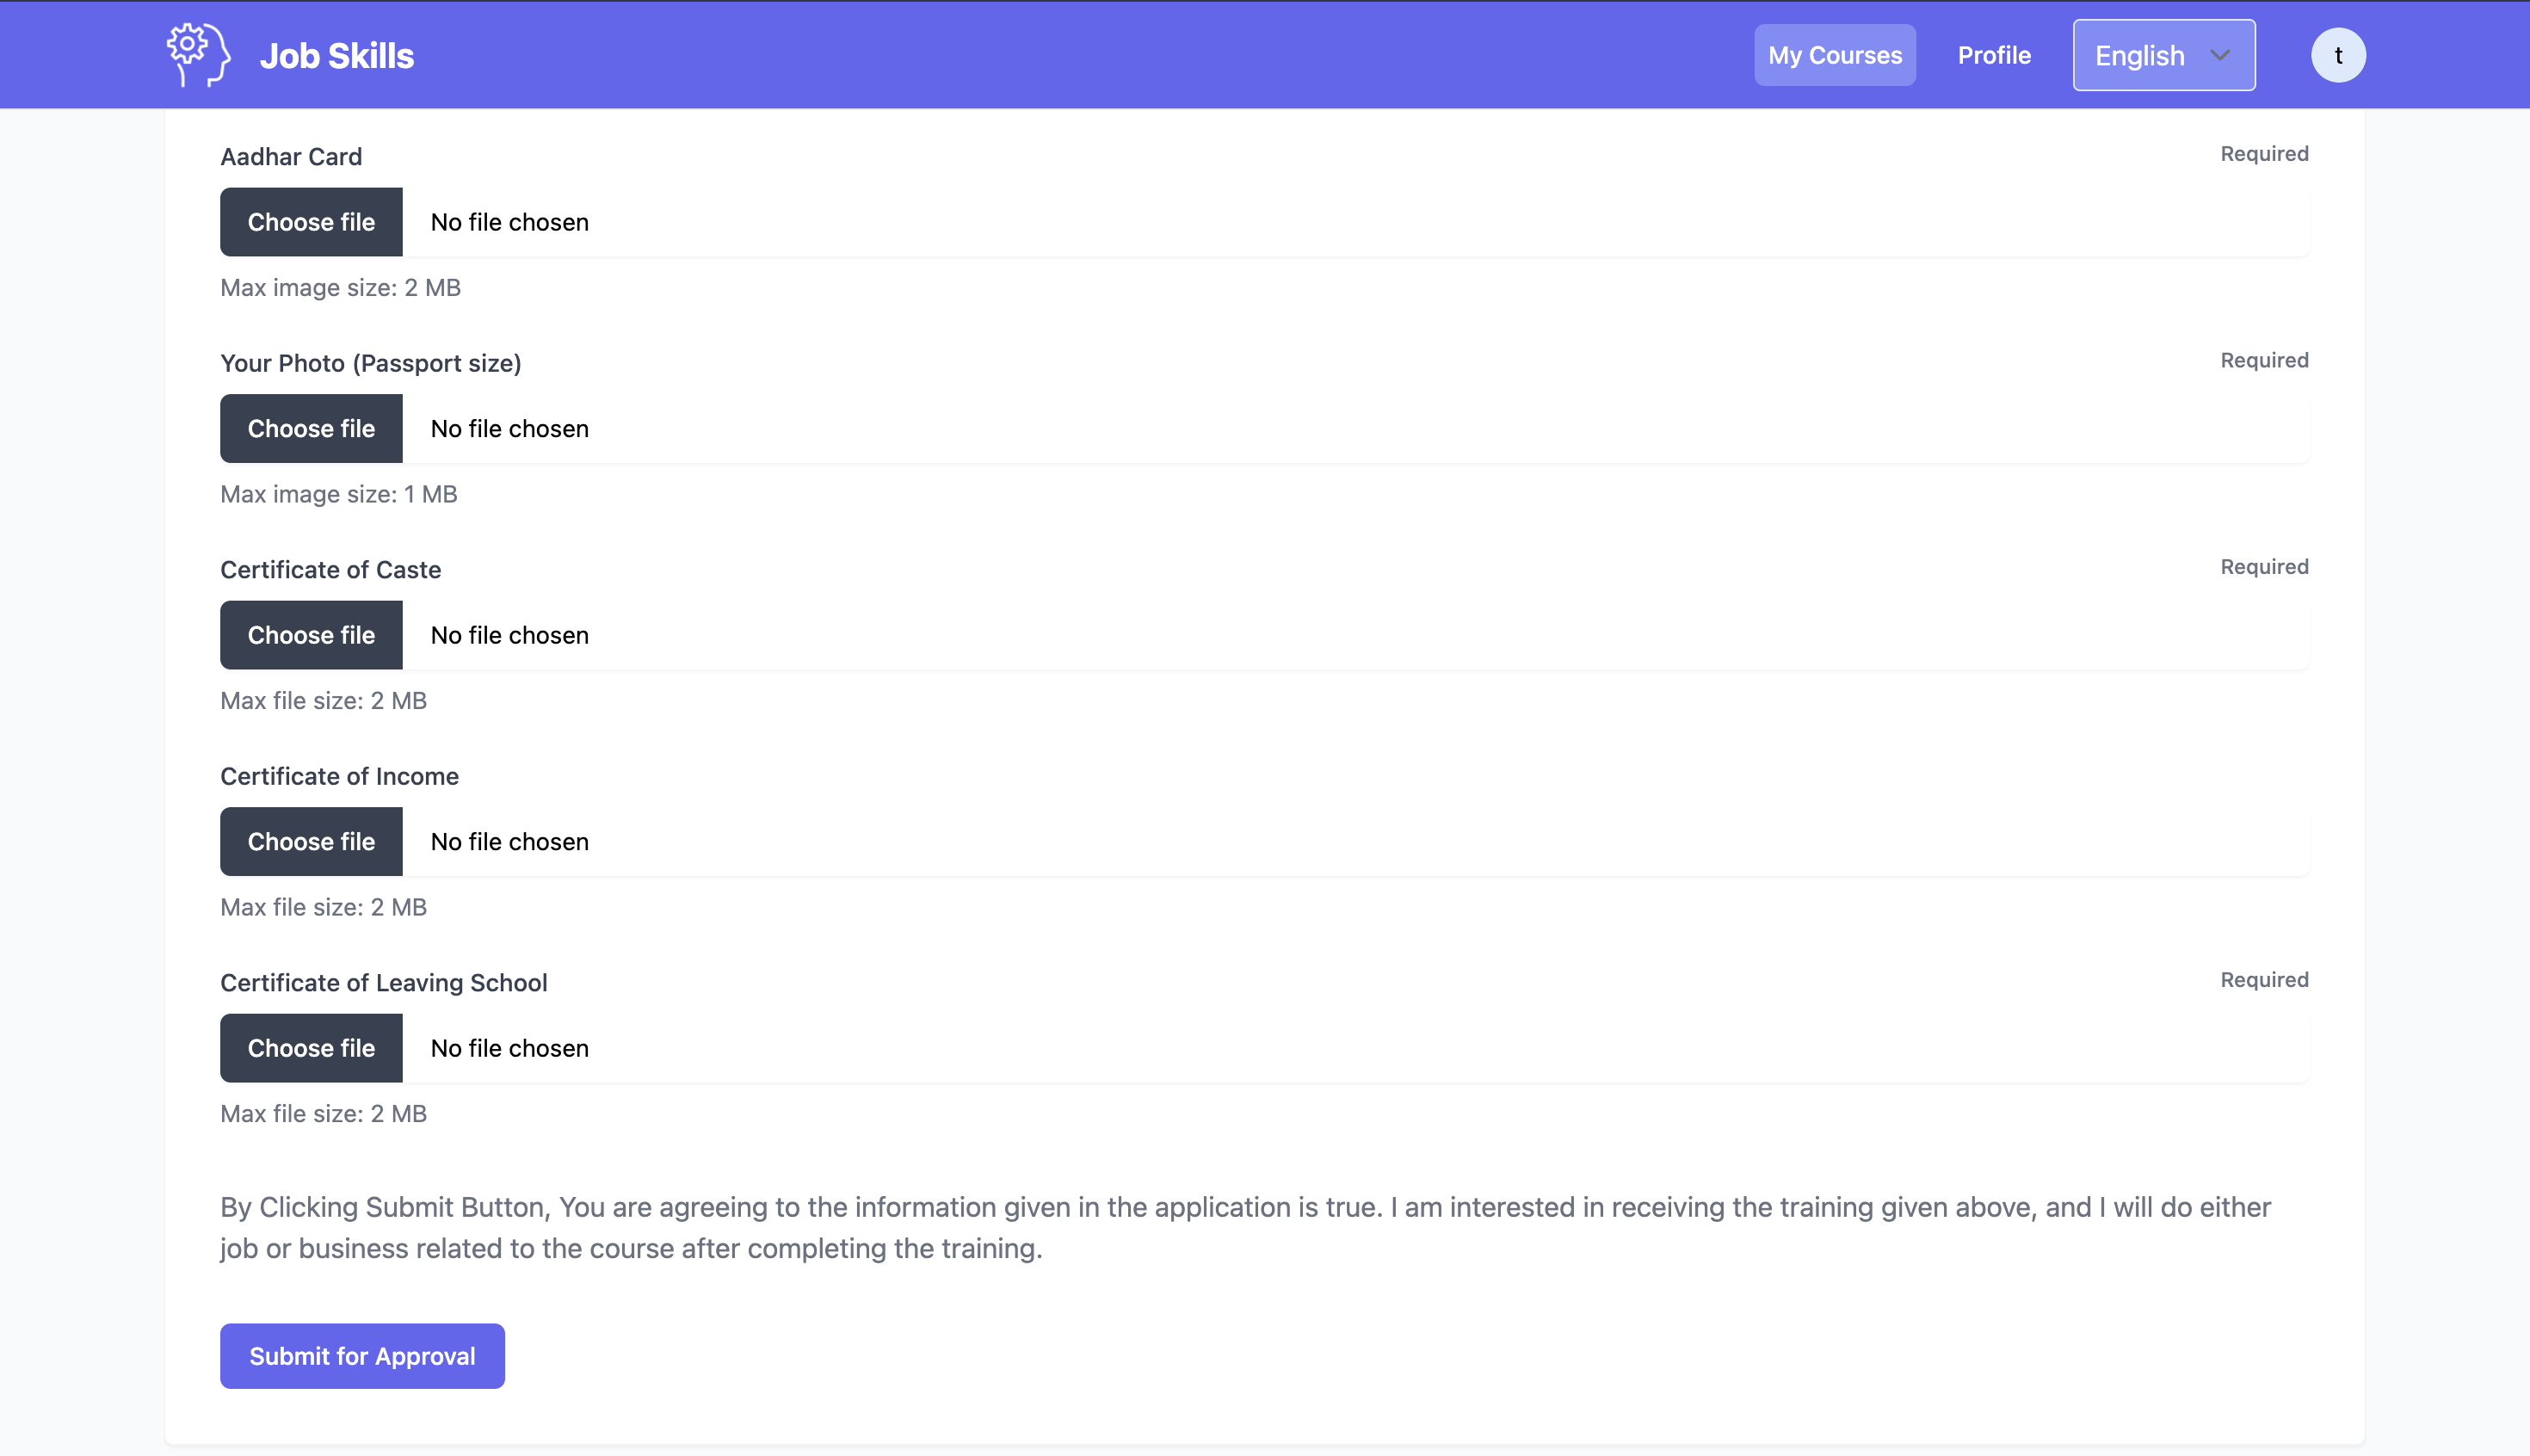 Job Skills
My Courses
Profile
English
t
Aadhar Card
Required
Choose file
No file chosen
Max image size: 2 MB
Your Photo (Passport size)
Required
Choose file
No file chosen
Max image size: 1 MB
Certificate of Caste
Required
Choose file
No file chosen
Max file size: 2 MB
Certificate of Income
Choose file
No file chosen
Max file size: 2 MB
Certificate of Leaving School
Required
Choose file
No file chosen
Max file size: 2 MB
By Clicking Submit Button, You are agreeing to the information given in the application is true. I am interested in receiving the training given above, and I will do either
job or business related to the course after completing the training.
Submit for Approval